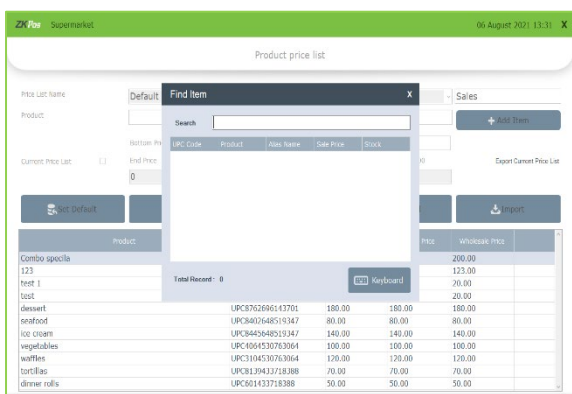 ZKPos Supermarket 06 August 2021 13:31 X
Product price list
Price List Name Default Sales
Find Item X
Product + Add Item
Search
Bottom Pri
UPC Code Product Alias Name Sale Price Stock
Current Price List End Price Export Current Price List
0
Set Default Import
Product Price Wholesale Price
Combo specila 200.00
123 123.00
test 1 20.00
Total Record : 0 Keyboard
test 20.00
dessert UPC8762696143701 180.00 180.00 180.00
seafood UPC8402648519347 80.00 80.00 80.00
ice cream UPC8445648519347 140.00 140.00 140.00
vegetables UPC4064530763064 100.00 100.00 100.00
waffles UPC3104530763064 120.00 120.00 120.00
tortillas UPC8139433718388 70.00 70.00 70.00
dinner rolls UPC601433718388 50.00 50.00 50.00